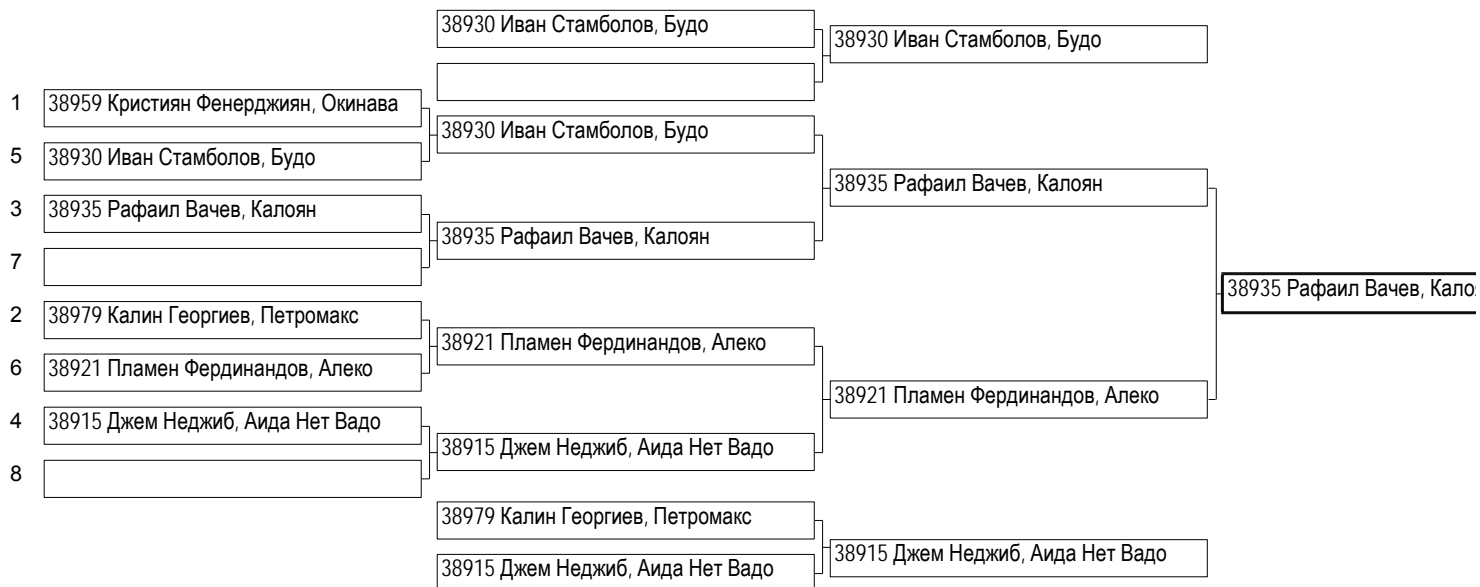 38930 Иван Стамболов, Будо
38930 Иван Стамболов, Будо
1 38959 Кристиян Фенерджиян, Окинава
38930 Иван Стамболов, Будо
5 38930 Иван Стамболов, Будо
38935 Рафаил Вачев, Калоян
3 38935 Рафаил Вачев, Калоян
38935 Рафаил Вачев, Калоян
7
38935 Рафаил Вачев, Кало
2 38979 Калин Георгиев, Петромакс
38921 Пламен Фердинандов, Алеко
6 38921 Пламен Фердинандов, Алеко
38921 Пламен Фердинандов, Алеко
4 38915 Джем Неджиб, Аида Нет Вадо
38915 Джем Неджиб, Аида Нет Вадо
8
38979 Калин Георгиев, Петромакс
38915 Джем Неджиб, Аида Нет Вадо
38915 Джем Неджиб, Аида Нет Вадо